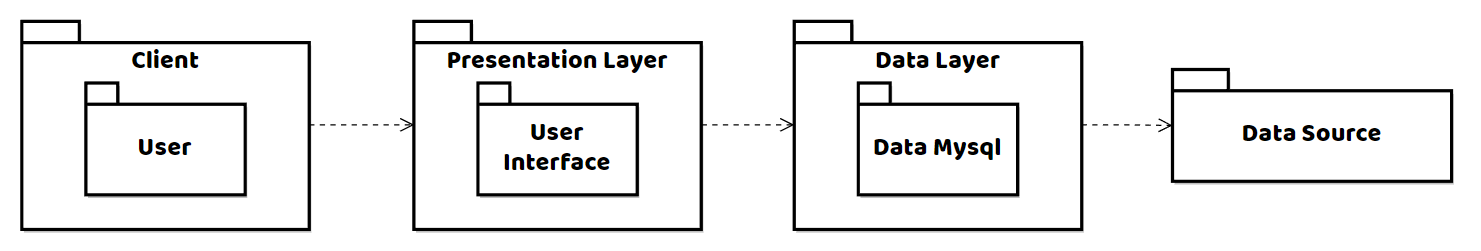 Client
User
Presentation Layer
User
Interface
Data Layer
Data Mysql
Data Source